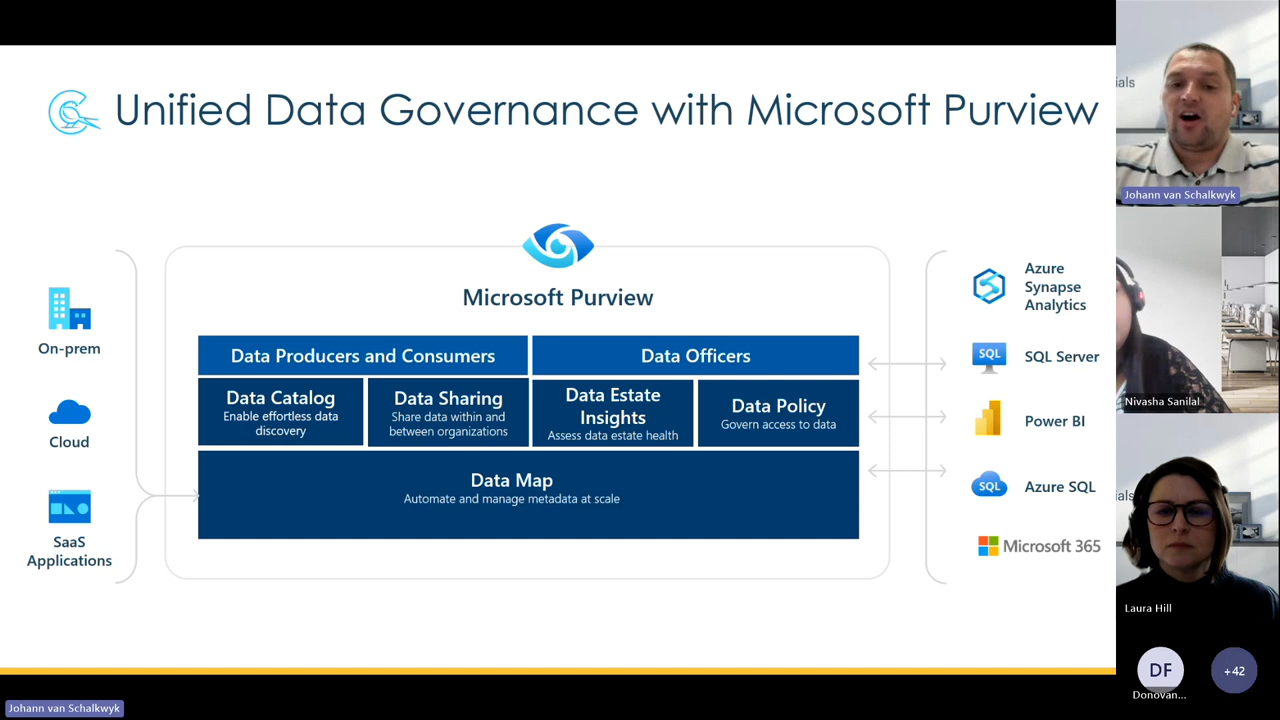 Unified Data Governance with Microsoft Purview
Microsoft Purview
On-prem
Cloud
SaaS
Applications
Data Producers and Consumers
Data Officers
Data Catalog
Enable effortless data
discovery
Data Sharing
Share data within and
between organizations
Data Estate
Insights
Assess data estate health
Data Policy
Govern access to data
Data Map
Automate and manage metadata at scale
Azure
Synapse
Analytics
SQL
SQL Server
Power BI
SQL
Azure SQL
Microsoft 365
ials
Johann van Schalkwyk
Nivasha Sanilal
ials
Laura Hill
DF
Donovan...
+42
Johann van Schalkwyk